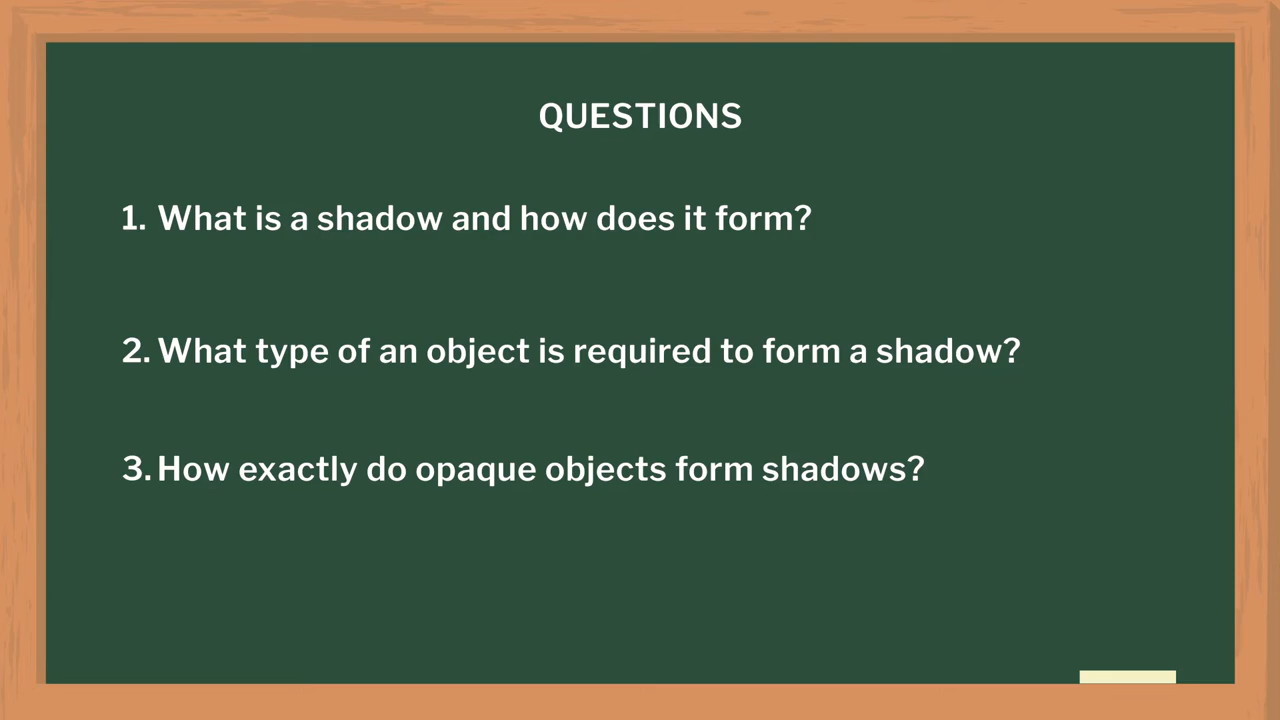 QUESTIONS
1. What is a shadow and how does it form?
2. What type of an object is required to form a shadow?
3. How exactly do opaque objects form shadows?